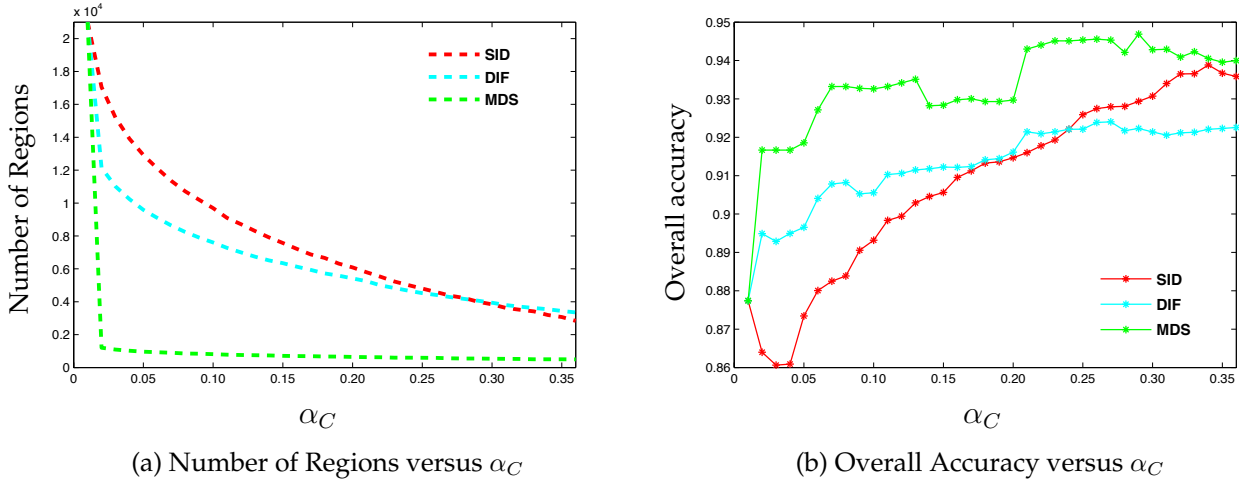 × 10⁴
2
1.8
1.6
1.4
1.2
1
0.8
0.6
0.4
0.2
0
Number of Regions
SID
DIF
MDS
0 0.05 0.10 0.15 0.20 0.25 0.30 0.35
α_C
(a) Number of Regions versus α_C
0.95
0.94
0.93
0.92
0.91
0.9
0.89
0.88
0.87
0.86
Overall accuracy
SID
DIF
MDS
0 0.05 0.10 0.15 0.20 0.25 0.30 0.35
α_C
(b) Overall Accuracy versus α_C